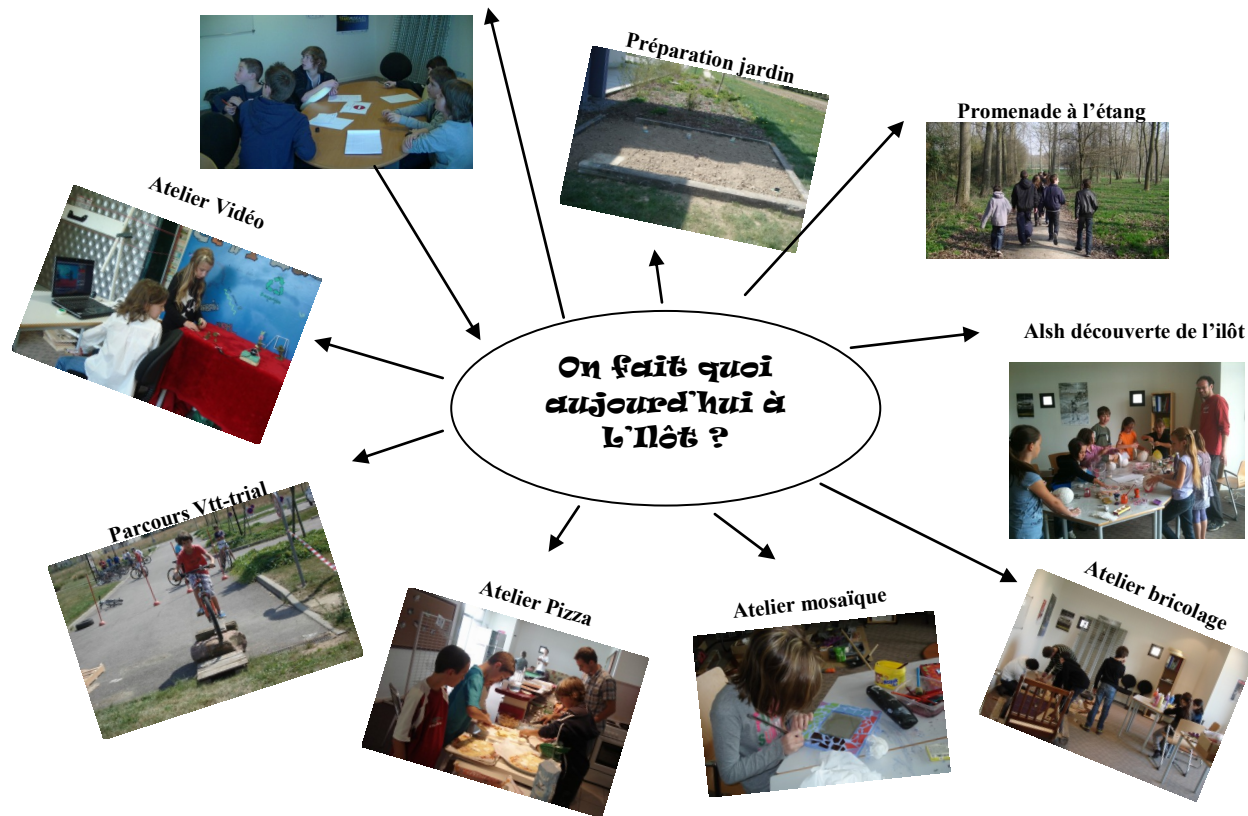 Préparation jardin
Promenade à l'étang
Atelier Vidéo
Alsh découverte de l'ilôt
On fait quoi
aujourd'hui à
L'Ilôt ?
Parcours Vtt-trial
Atelier Pizza
Atelier mosaïque
Atelier bricolage